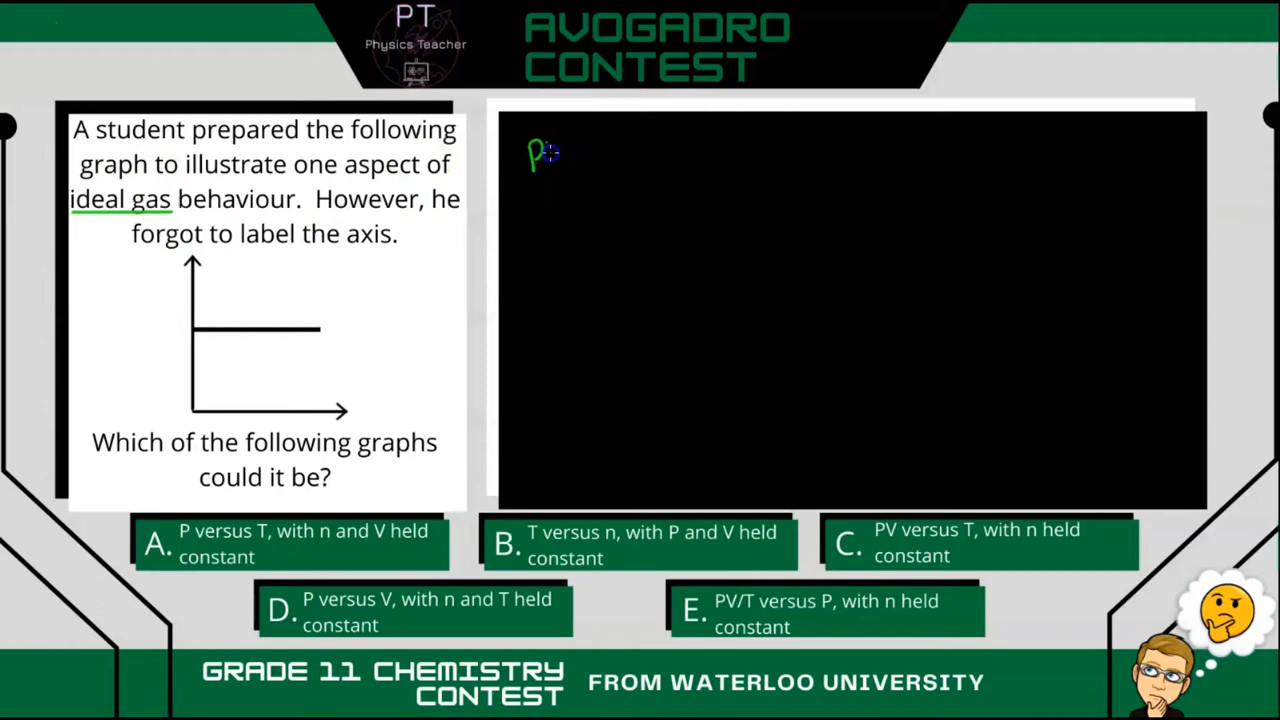 PT
Physics Teacher
AVOGADRO
CONTEST
A student prepared the following
graph to illustrate one aspect of
ideal gas behaviour. However, he
forgot to label the axis.
Which of the following graphs
could it be?
P
A. P versus T, with n and V held
constant
B. T versus n, with P and V held
constant
C. PV versus T, with n held
constant
D. P versus V, with n and T held
constant
E. PV/T versus P, with n held
constant
GRADE 11 CHEMISTRY
CONTEST
FROM WATERLOO UNIVERSITY